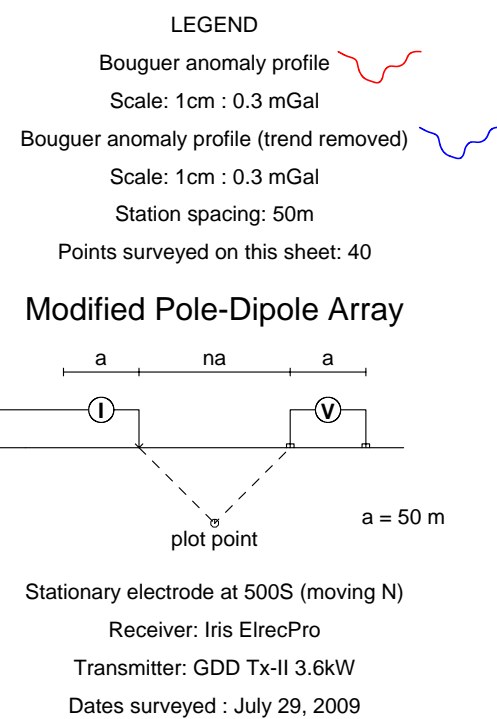 LEGEND
Bouguer anomaly profile
Scale: 1cm : 0.3 mGal
Bouguer anomaly profile (trend removed)
Scale: 1cm : 0.3 mGal
Station spacing: 50m
Points surveyed on this sheet: 40
Modified Pole-Dipole Array
a na a
I V
a = 50 m
plot point
Stationary electrode at 500S (moving N)
Receiver: Iris ElrecPro
Transmitter: GDD Tx-II 3.6kW
Dates surveyed : July 29, 2009